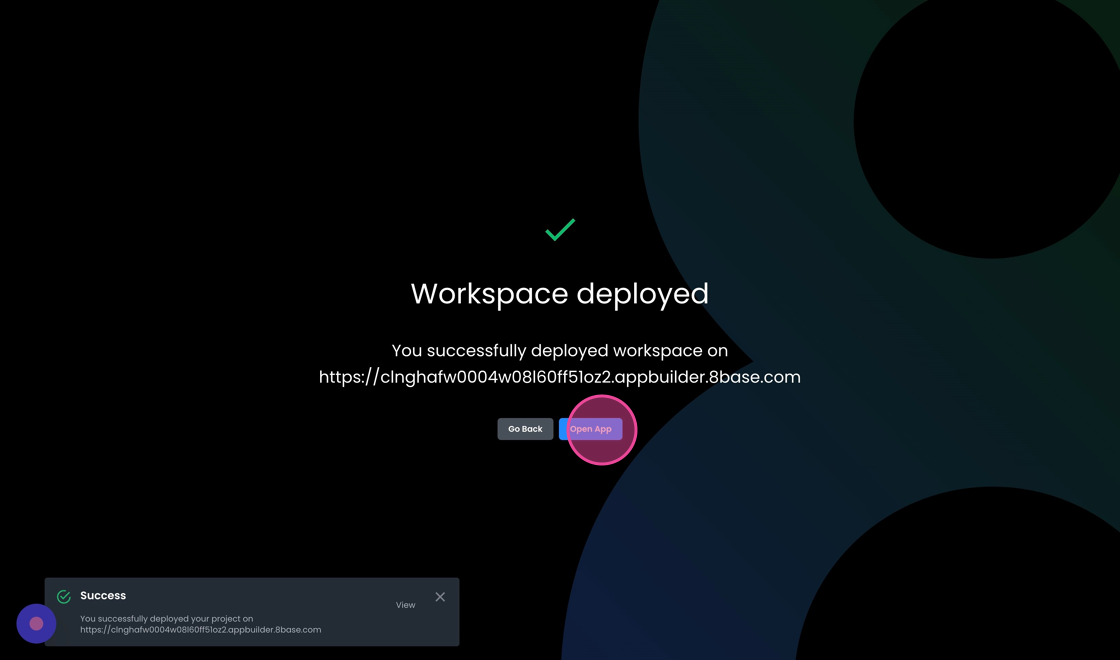 Workspace deployed
You successfully deployed workspace on
https://clnghafw0004w08l60ff51oz2.appbuilder.8base.com
Go Back
Open App
Success
View
You successfully deployed your project on
https://clnghafw0004w08l60ff51oz2.appbuilder.8base.com